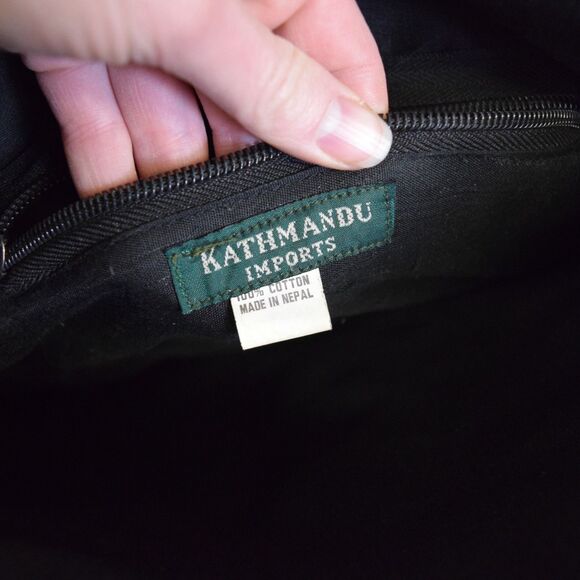 KATHMANDU
IMPORTS
100% COTTON
MADE IN NEPAL